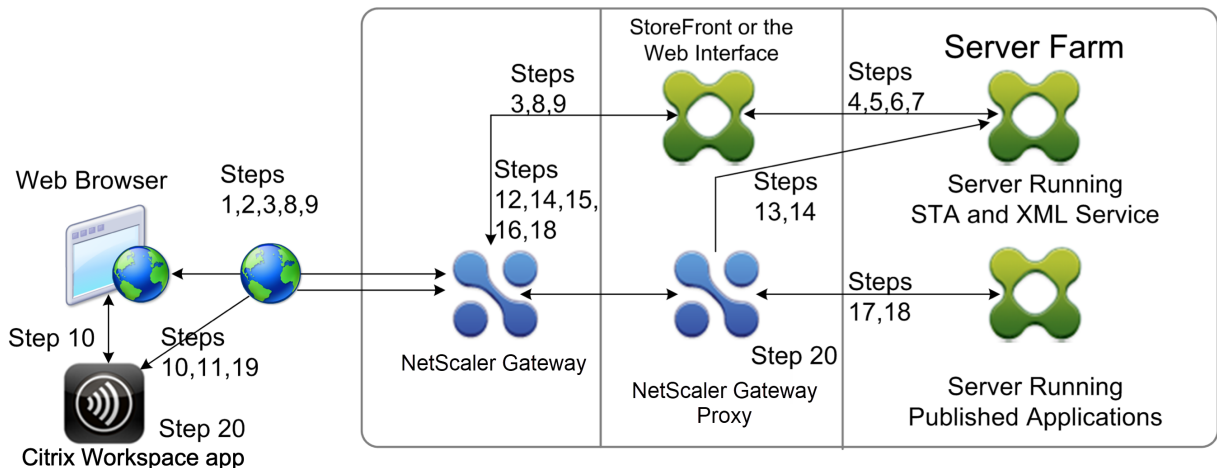 StoreFront or the
Web Interface
Server Farm
Steps
3,8,9
Steps
4,5,6,7
Web Browser
Steps
1,2,3,8,9
Steps
12,14,15,
16,18
Steps
13,14
Server Running
STA and XML Service
Steps
17,18
Step 10
Steps
10,11,19
NetScaler Gateway
Step 20
NetScaler Gateway
Proxy
Server Running
Published Applications
Step 20
Citrix Workspace app